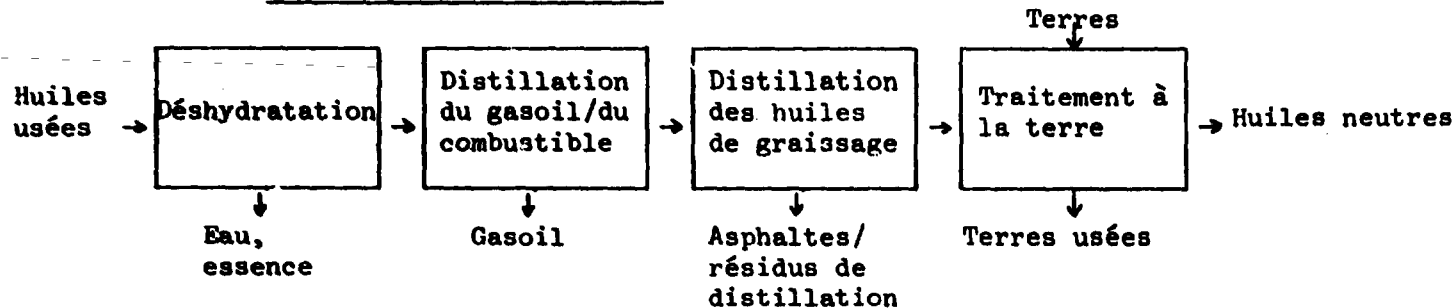 Terres
Huiles
usées
Déshydratation
Distillation
du gasoil/du
combustible
Distillation
des huiles
de graissage
Traitement à
la terre
Huiles neutres
Eau,
essence
Gasoil
Asphaltes/
résidus de
distillation
Terres usées